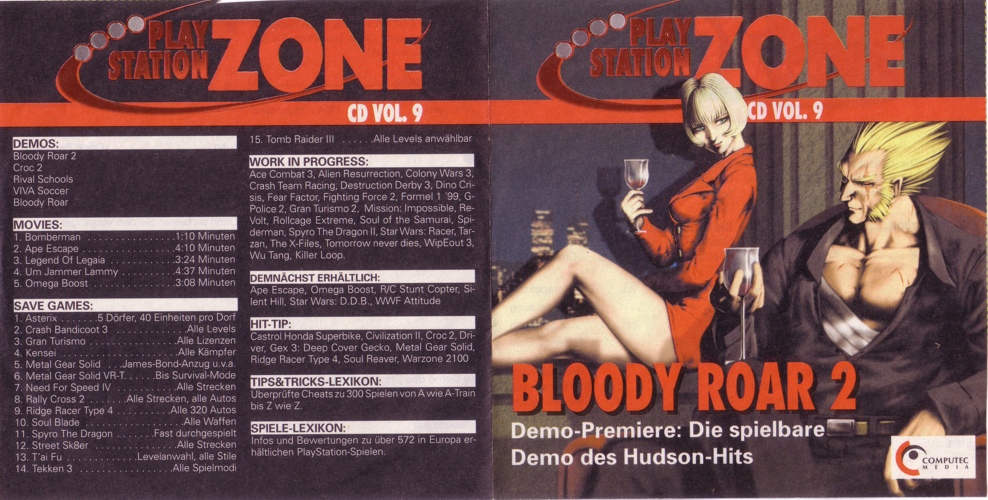 PLAY
STATION
ZONE
CD VOL. 9
DEMOS:
Bloody Roar 2
Croc 2
Rival Schools
VIVA Soccer
Bloody Roar
MOVIES:
1. Bomberman ................1:10 Minuten
2. Ape Escape ................4:10 Minuten
3. Legend Of Legaia ..........3:24 Minuten
4. Um Jammer Lammy ........4:37 Minuten
5. Omega Boost ..............3:08 Minuten
SAVE GAMES:
1. Asterix .......5 Dörfer, 40 Einheiten pro Dorf
2. Crash Bandicoot 3 ..............Alle Levels
3. Gran Turismo ................Alle Lizenzen
4. Kensei .....................Alle Kämpfer
5. Metal Gear Solid ....James-Bond-Anzug u.v.a.
6. Metal Gear Solid VR-T. .....Bis Survival-Mode
7. Need For Speed IV ............Alle Strecken
8. Rally Cross 2 ......Alle Strecken, alle Autos
9. Ridge Racer Type 4 ..........Alle 320 Autos
10. Soul Blade ...................Alle Waffen
11. Spyro The Dragon .......Fast durchgespielt
12. Street Sk8er ................Alle Strecken
13. T'ai Fu ..........Levelanwahl, alle Stile
14. Tekken 3 ..................Alle Spielmodi
15. Tomb Raider III ......Alle Levels anwählbar
WORK IN PROGRESS:
Ace Combat 3, Alien Resurrection, Colony Wars 3,
Crash Team Racing, Destruction Derby 3, Dino Cri-
sis, Fear Factor, Fighting Force 2, Formel 1 '99, G-
Police 2, Gran Turismo 2, Mission: Impossible, Re-
Volt, Rollcage Extreme, Soul of the Samurai, Spi-
derman, Spyro The Dragon II, Star Wars: Racer, Tar-
zan, The X-Files, Tomorrow never dies, WipEout 3,
Wu Tang, Killer Loop.
DEMNÄCHST ERHÄLTLICH:
Ape Escape, Omega Boost, R/C Stunt Copter, Si-
lent Hill, Star Wars: D.D.B., WWF Attitude
HIT-TIP:
Castrol Honda Superbike, Civilization II, Croc 2, Dri-
ver, Gex 3: Deep Cover Gecko, Metal Gear Solid,
Ridge Racer Type 4, Soul Reaver, Warzone 2100
TIPS&TRICKS-LEXIKON:
Überprüfte Cheats zu 300 Spielen von A wie A-Train
bis Z wie Z.
SPIELE-LEXIKON:
Infos und Bewertungen zu über 572 in Europa er-
hältlichen PlayStation-Spielen.
PLAY
STATION
ZONE
CD VOL. 9
BLOODY ROAR 2
Demo-Premiere: Die spielbare
Demo des Hudson-Hits
COMPUTEC
MEDIA